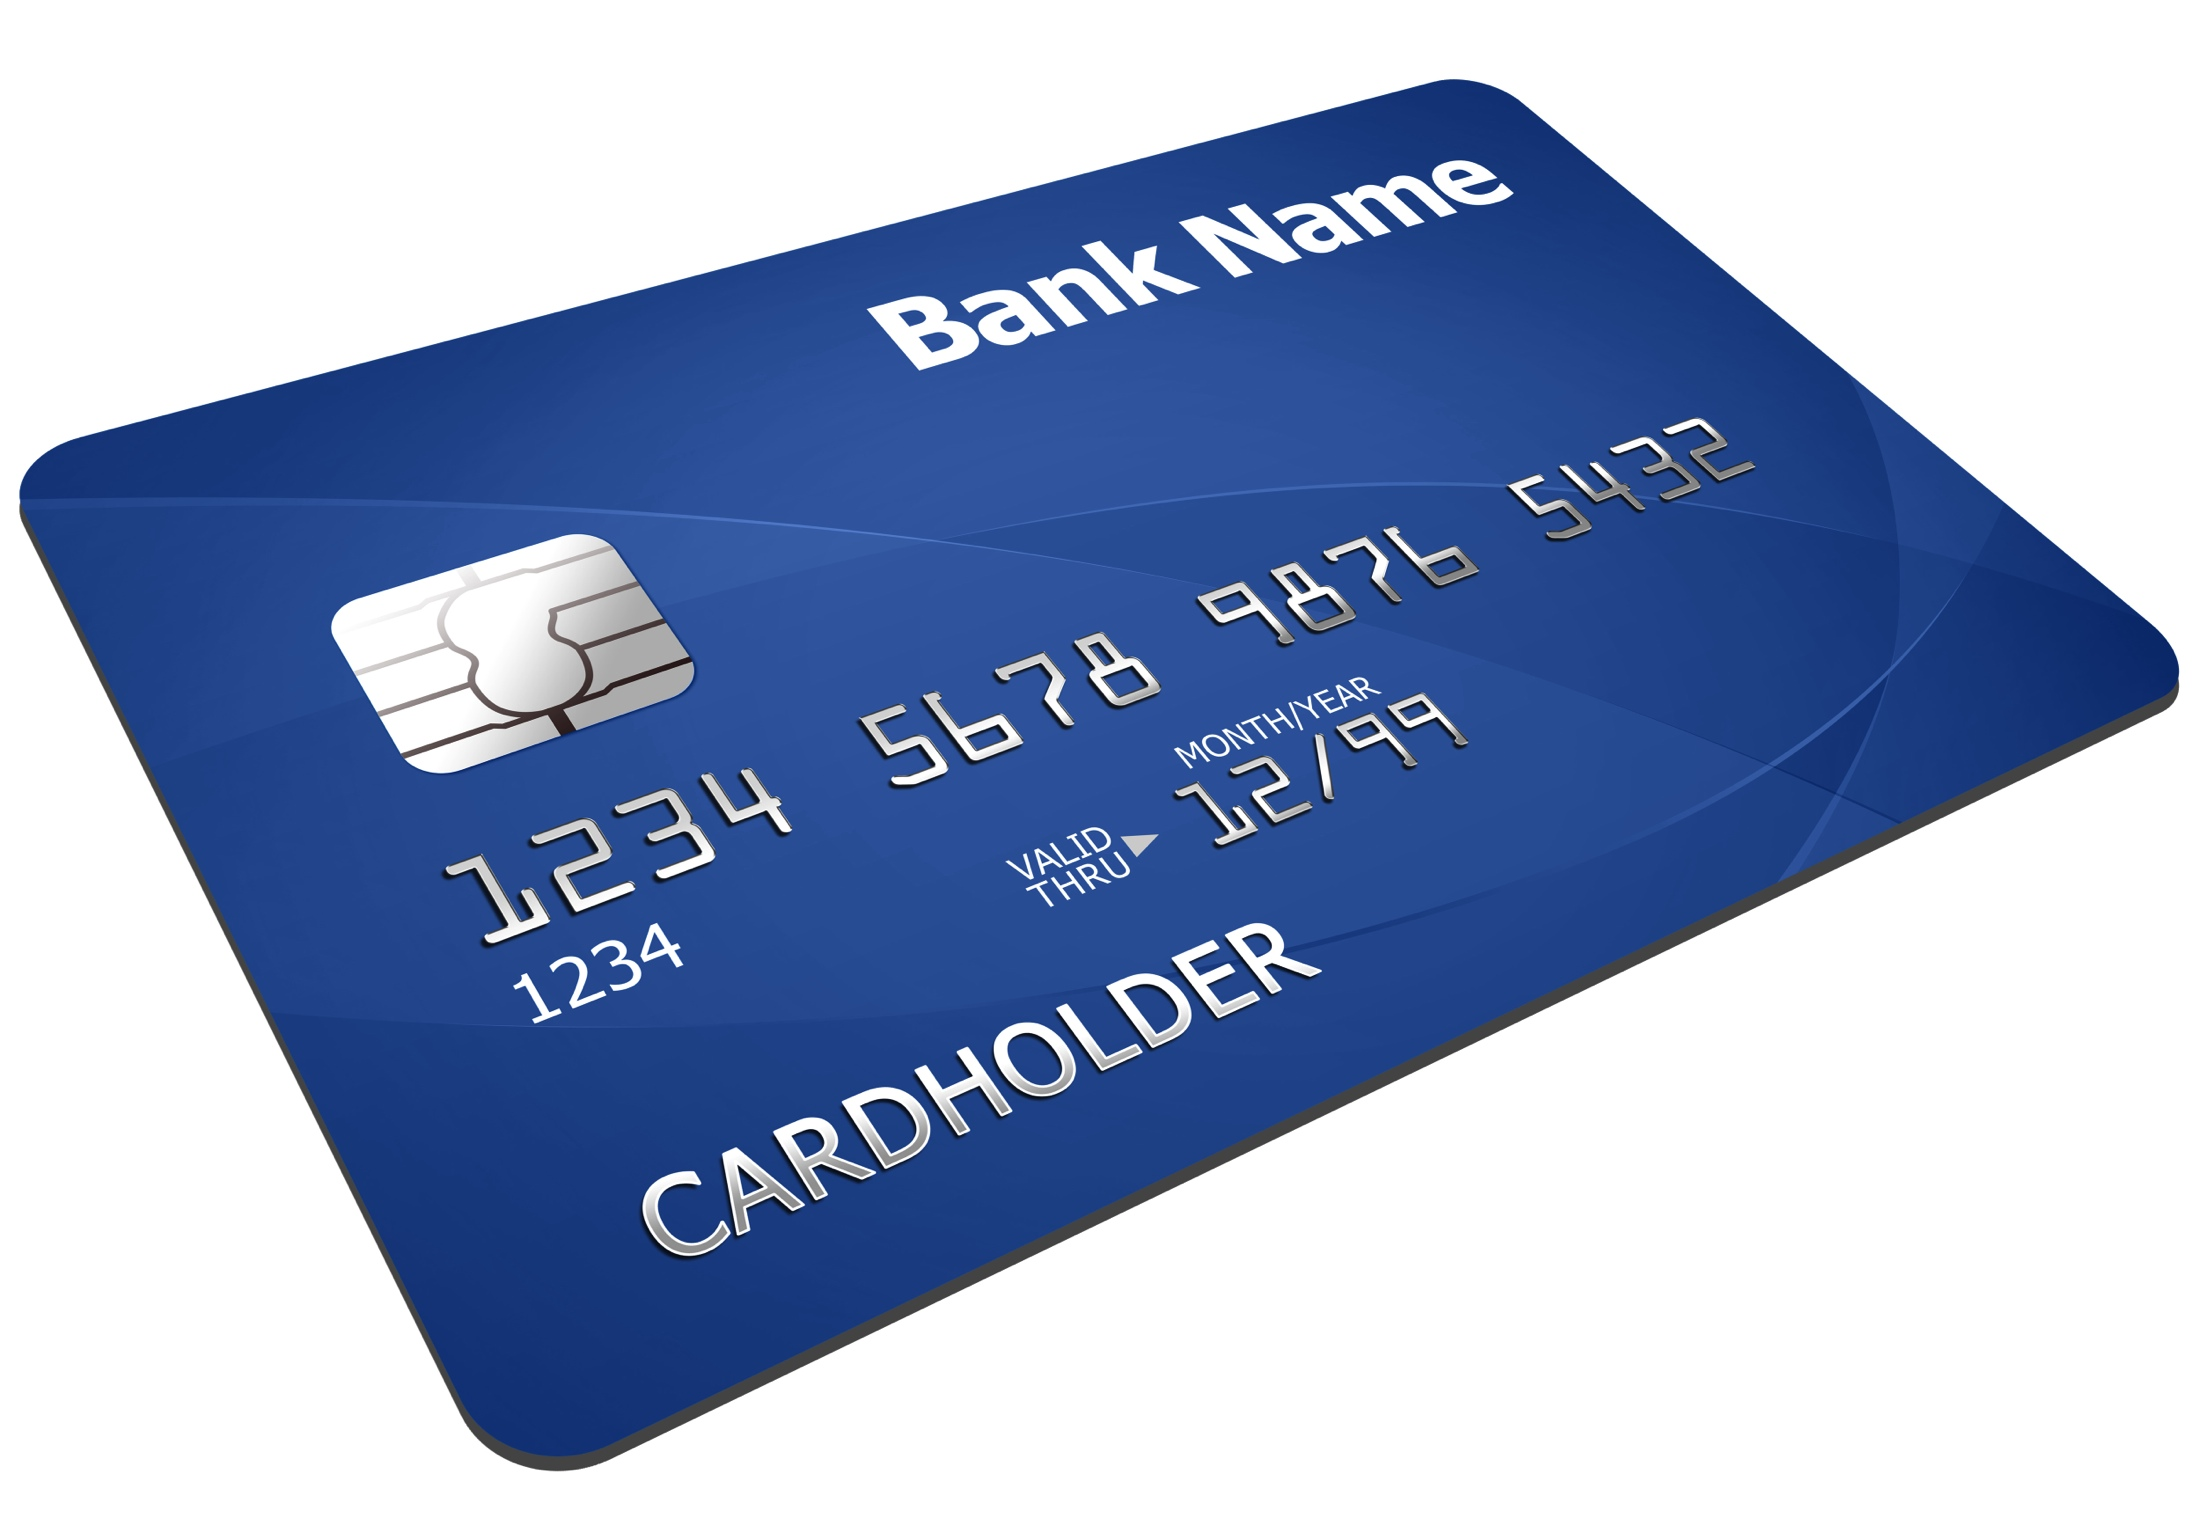 Bank Name
1234 5678 9876 5432
1234
MONTH/YEAR
VALID
THRU
12/99
CARDHOLDER